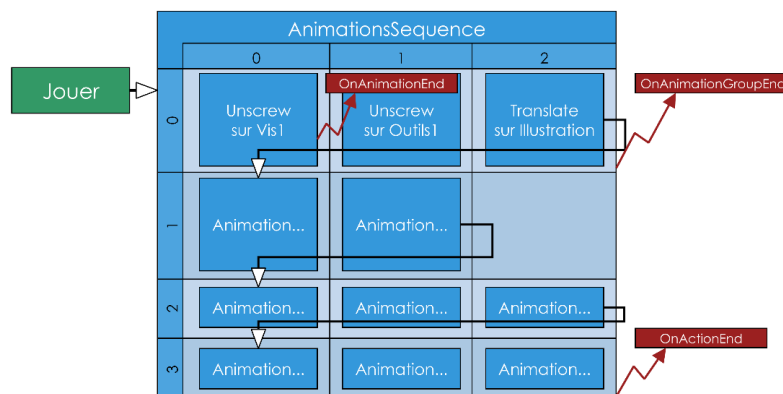 AnimationsSequence
0 1 2
Jouer
OnAnimationEnd
OnAnimationGroupEnd
0
Unscrew
sur Vis1
Unscrew
sur Outils1
Translate
sur Illustration
1
Animation...
Animation...
2
Animation...
Animation...
Animation...
OnActionEnd
3
Animation...
Animation...
Animation...